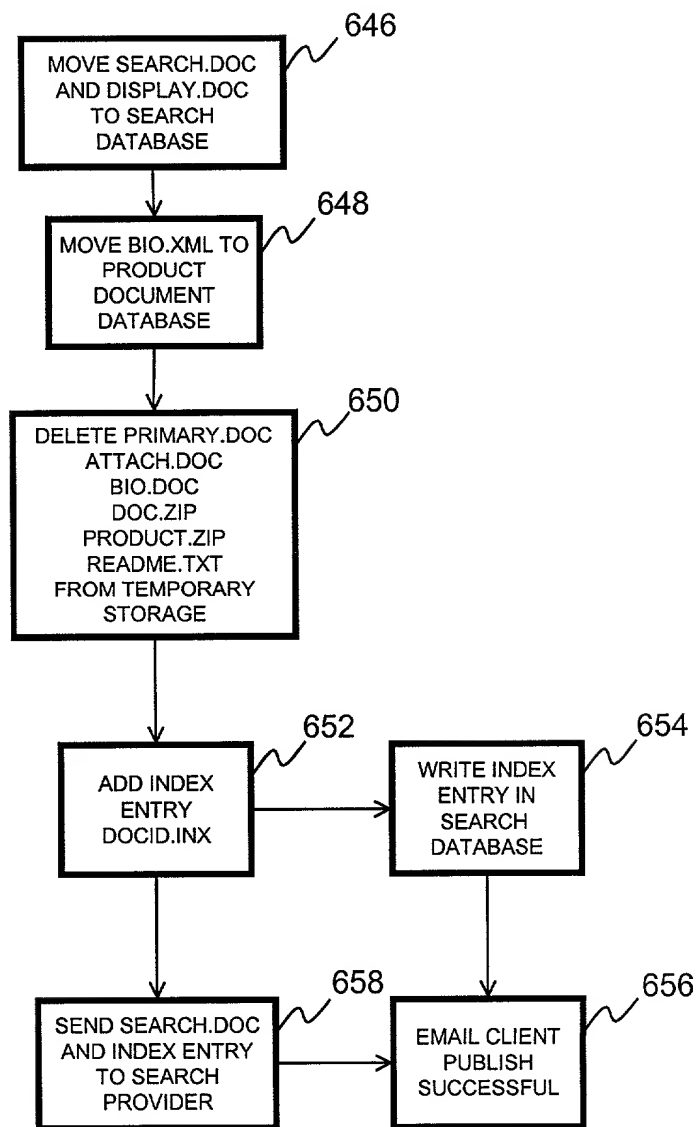 646
MOVE SEARCH.DOC
AND DISPLAY.DOC
TO SEARCH
DATABASE
648
MOVE BIO.XML TO
PRODUCT
DOCUMENT
DATABASE
650
DELETE PRIMARY.DOC
ATTACH.DOC
BIO.DOC
DOC.ZIP
PRODUCT.ZIP
README.TXT
FROM TEMPORARY
STORAGE
652
ADD INDEX
ENTRY
DOCID.INX
654
WRITE INDEX
ENTRY IN
SEARCH
DATABASE
658
SEND SEARCH.DOC
AND INDEX ENTRY
TO SEARCH
PROVIDER
656
EMAIL CLIENT
PUBLISH
SUCCESSFUL